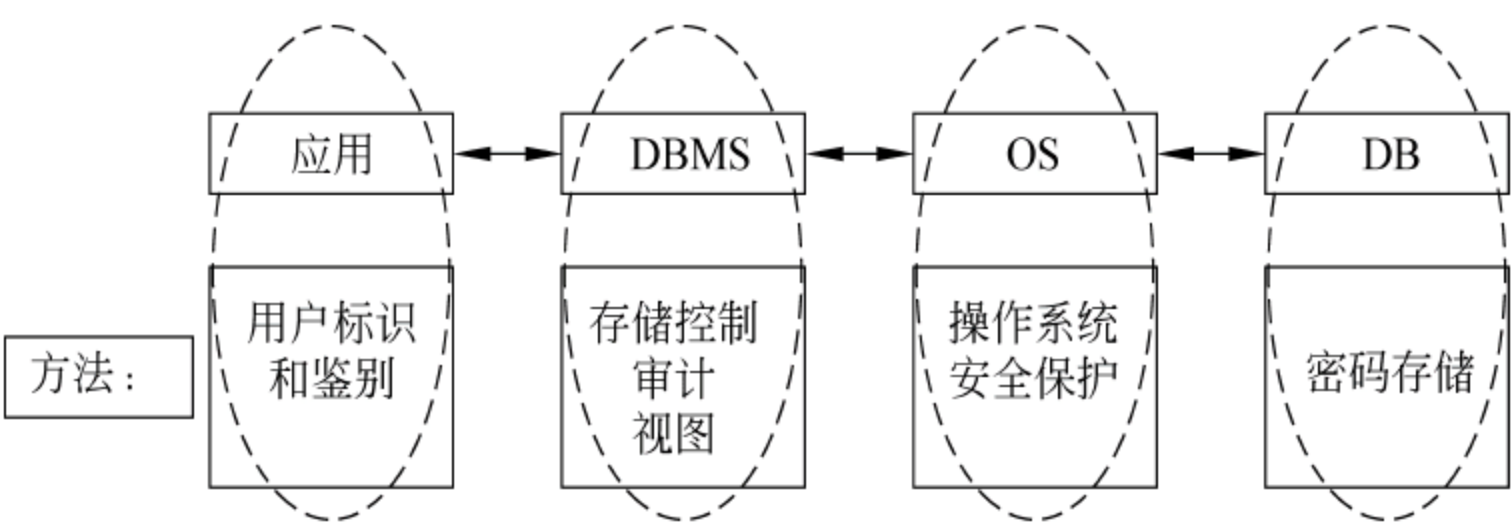 应用
DBMS
OS
DB
方法：
用户标识
和鉴别
存储控制
审计
视图
操作系统
安全保护
密码存储